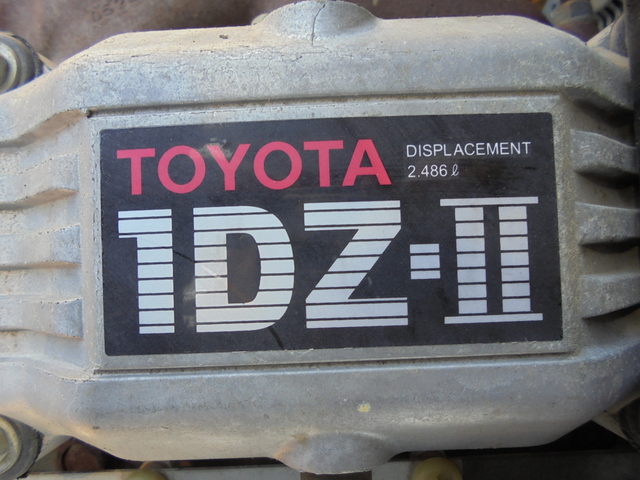 TOYOTA
DISPLACEMENT
2.486 ℓ
1DZ-II